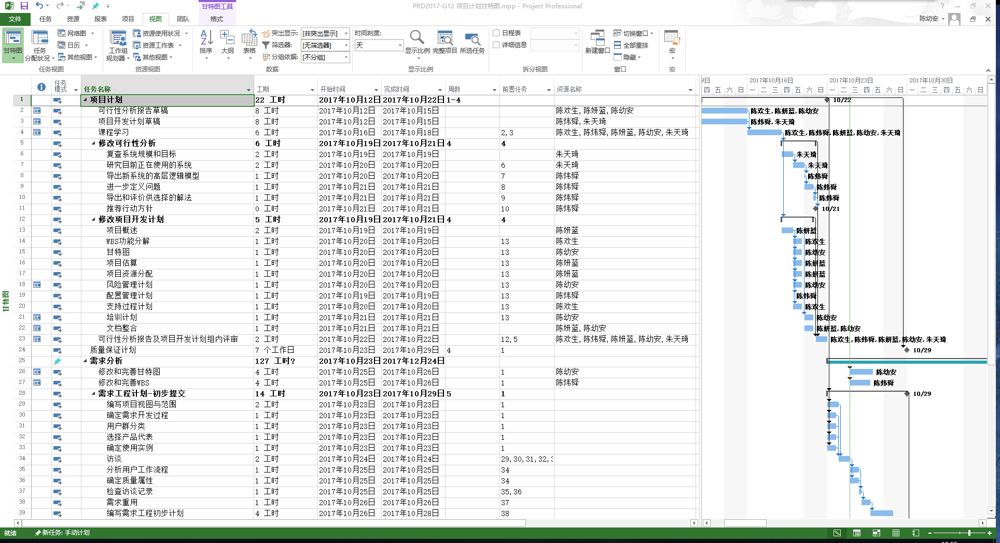 甘特图工具
PRD2017-G12 项目计划甘特图.mpp - Project Professional
文件 任务 资源 报表 项目 视图 团队 格式
陈幼安
甘特图 任务分配状况 网络图 日历 其他视图 任务视图
工作组规划器 资源使用状况 资源工作表 其他视图 资源视图
排序 大纲 表格 突出显示: [非突出显示] 筛选器: [无筛选器] 分组依据: [不分组] 数据
时间刻度: 天 显示比例 完整项目 所选任务 显示比例
日程表 详细信息 拆分视图
新建窗口 切换窗口 全部重排 隐藏 窗口
宏 宏
任务模式 任务名称 工期 开始时间 完成时间 周数 前置任务 资源名称
9日 2017年10月16日 2017年10月23日 2017年10月30日
四 五 六 日 一 二 三 四 五 六 日 一 二 三 四 五 六 日 一 二 三 四 五 六 日
1 项目计划 22 工时 2017年10月12日 2017年10月22日 1-4 10/22
2 可行性分析报告草稿 8 工时 2017年10月12日 2017年10月15日 陈欢生, 陈妍蓝, 陈幼安 陈欢生, 陈妍蓝, 陈幼安
3 项目开发计划草稿 8 工时 2017年10月12日 2017年10月15日 陈炜舜, 朱天琦 陈炜舜, 朱天琦
4 课程学习 6 工时 2017年10月16日 2017年10月18日 2,3 陈欢生, 陈炜舜, 陈妍蓝, 陈幼安, 朱天琦 陈欢生, 陈炜舜, 陈妍蓝, 陈幼安, 朱天琦
5 修改可行性分析 6 工时 2017年10月19日 2017年10月21日 4 4
6 复查系统规模和目标 2 工时 2017年10月19日 2017年10月19日 朱天琦 朱天琦
7 研究目前正在使用的系统 2 工时 2017年10月20日 2017年10月20日 6 朱天琦 朱天琦
8 导出新系统的高层逻辑模型 1 工时 2017年10月20日 2017年10月20日 7 陈炜舜 陈炜舜
9 进一步定义问题 1 工时 2017年10月21日 2017年10月21日 8 陈炜舜 陈炜舜
10 导出和评价供选择的解法 1 工时 2017年10月21日 2017年10月21日 9 陈炜舜 陈炜舜
11 推荐行动方针 0 工时 2017年10月21日 2017年10月21日 10 陈炜舜 10/21
12 修改项目开发计划 5 工时 2017年10月19日 2017年10月21日 4 4
13 项目概述 2 工时 2017年10月19日 2017年10月19日 陈妍蓝 陈妍蓝
14 WBS功能分解 1 工时 2017年10月20日 2017年10月20日 13 陈欢生 陈欢生
15 甘特图 1 工时 2017年10月20日 2017年10月20日 13 陈幼安 陈幼安
16 项目估算 1 工时 2017年10月20日 2017年10月20日 13 陈妍蓝 陈妍蓝
17 项目资源分配 1 工时 2017年10月20日 2017年10月20日 13 陈妍蓝 陈妍蓝
18 风险管理计划 1 工时 2017年10月20日 2017年10月20日 13 陈幼安 陈幼安
19 配置管理计划 1 工时 2017年10月19日 2017年10月19日 13 陈炜舜 陈炜舜
20 支持过程计划 1 工时 2017年10月20日 2017年10月20日 13 陈欢生 陈欢生
21 培训计划 1 工时 2017年10月21日 2017年10月21日 13 陈幼安 陈幼安
22 文档整合 1 工时 2017年10月21日 2017年10月21日 陈妍蓝, 陈幼安 陈妍蓝, 陈幼安
23 可行性分析报告及项目开发计划组内评审 2 工时 2017年10月22日 2017年10月22日 12,5 陈欢生, 陈炜舜, 陈妍蓝, 陈幼安, 朱天琦 陈欢生, 陈炜舜, 陈妍蓝, 陈幼安, 朱天琦
24 质量保证计划 7 个工作日 2017年10月23日 2017年10月29日 4 1 10/29
25 需求分析 127 工时? 2017年10月23日 2017年12月24日
26 修改和完善甘特图 4 工时 2017年10月25日 2017年10月26日 1 陈幼安 陈幼安
27 修改和完善WBS 4 工时 2017年10月25日 2017年10月26日 1 陈炜舜 陈炜舜
28 需求工程计划-初步提交 14 工时 2017年10月23日 2017年10月29日 5 1 10/29
29 编写项目视图与范围 2 工时 2017年10月23日 2017年10月23日 1
30 确定需求开发过程 1 工时 2017年10月23日 2017年10月23日 1
31 用户群分类 1 工时 2017年10月23日 2017年10月23日 1
32 选择产品代表 1 工时 2017年10月23日 2017年10月23日 1
33 确定使用实例 1 工时 2017年10月23日 2017年10月23日 1
34 访谈 2 工时 2017年10月24日 2017年10月24日 29,30,31,32,3
35 分析用户工作流程 1 工时 2017年10月25日 2017年10月25日 34
36 确定质量属性 1 工时 2017年10月25日 2017年10月25日 34
37 检查访谈记录 1 工时 2017年10月25日 2017年10月25日 35,36
38 需求重用 1 工时 2017年10月26日 2017年10月26日 37
39 编写需求工程初步计划 4 工时 2017年10月26日 2017年10月28日 38
甘特图
就绪 新任务: 手动计划